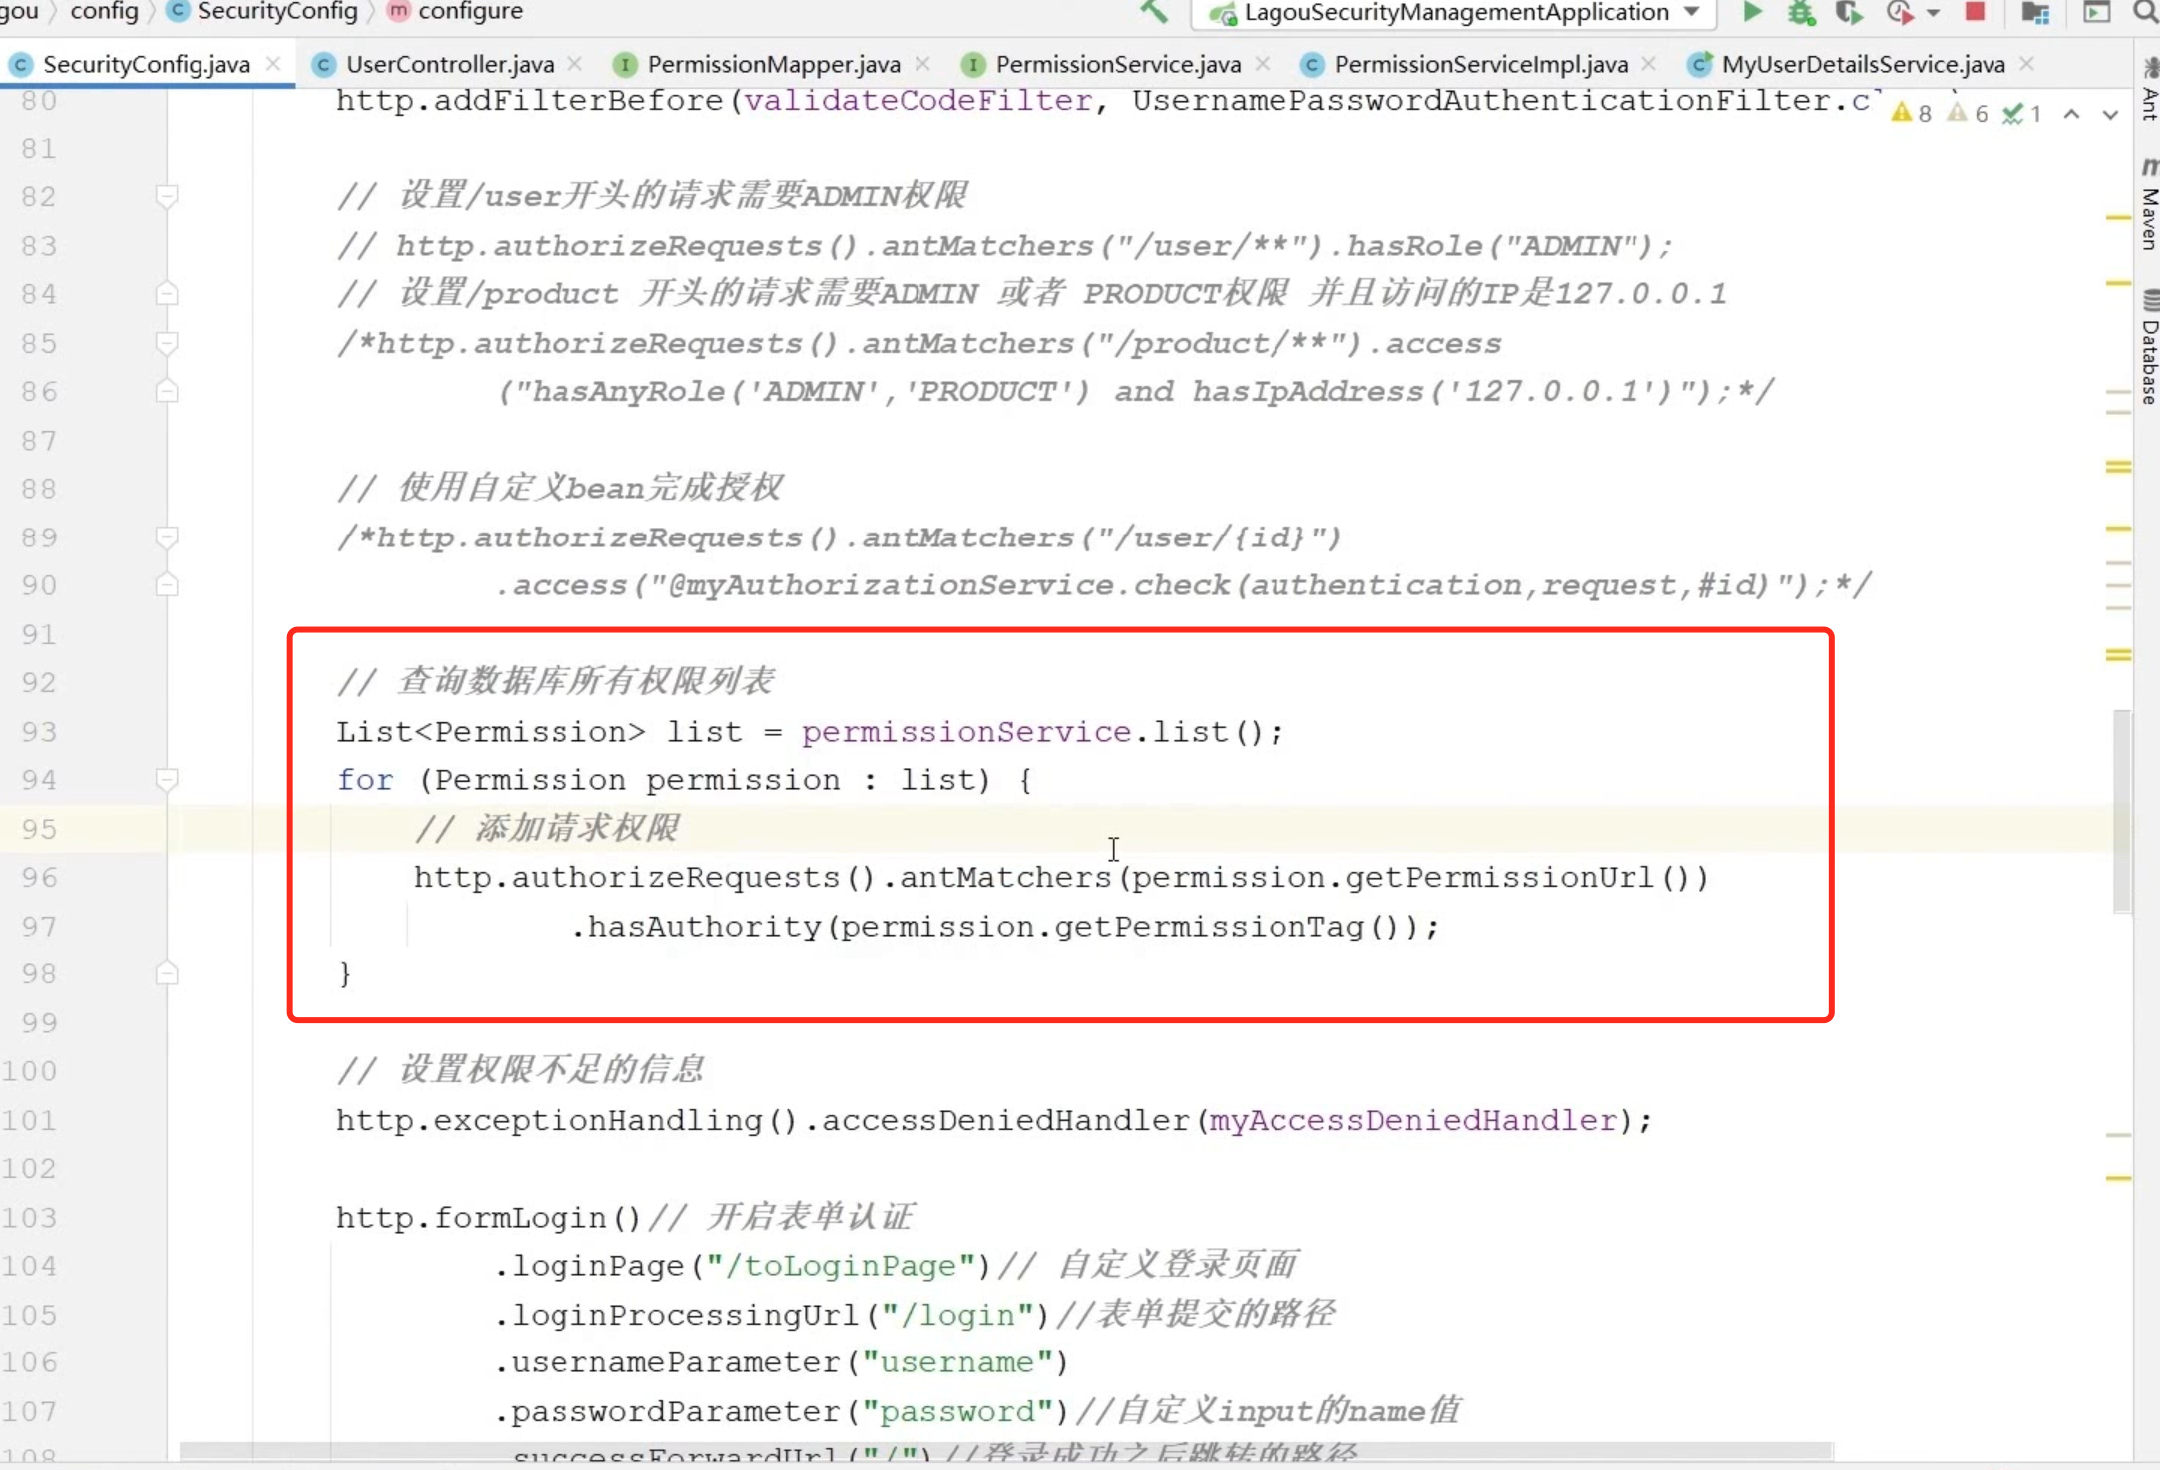 gou config SecurityConfig configure LagouSecurityManagementApplication
SecurityConfig.java UserController.java PermissionMapper.java PermissionService.java PermissionServiceImpl.java MyUserDetailsService.java
80 http.addFilterBefore(validateCodeFilter, UsernamePasswordAuthenticationFilter.c 8 6 1
81
82 // 设置/user开头的请求需要ADMIN权限
83 // http.authorizeRequests().antMatchers("/user/**").hasRole("ADMIN");
84 // 设置/product 开头的请求需要ADMIN 或者 PRODUCT权限 并且访问的IP是127.0.0.1
85 /*http.authorizeRequests().antMatchers("/product/**").access
86 ("hasAnyRole('ADMIN','PRODUCT') and hasIpAddress('127.0.0.1')");*/
87
88 // 使用自定义bean完成授权
89 /*http.authorizeRequests().antMatchers("/user/{id}")
90 .access("@myAuthorizationService.check(authentication,request,#id)");*/
91
92 // 查询数据库所有权限列表
93 List<Permission> list = permissionService.list();
94 for (Permission permission : list) {
95 // 添加请求权限
96 http.authorizeRequests().antMatchers(permission.getPermissionUrl())
97 .hasAuthority(permission.getPermissionTag());
98 }
99
100 // 设置权限不足的信息
101 http.exceptionHandling().accessDeniedHandler(myAccessDeniedHandler);
102
103 http.formLogin()// 开启表单认证
104 .loginPage("/toLoginPage")// 自定义登录页面
105 .loginProcessingUrl("/login")//表单提交的路径
106 .usernameParameter("username")
107 .passwordParameter("password")//自定义input的name值
108 .successForwardUrl("/")//登录成功之后跳转的路径
Ant
Maven
Database